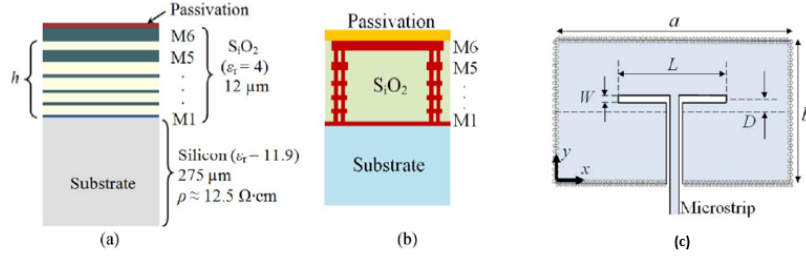 Passivation
M6
M5
.
.
.
M1
h
SiO2
(εr = 4)
12 μm
Substrate
Silicon (εr – 11.9)
275 μm
ρ ≈ 12.5 Ω·cm
(a)
Passivation
M6
M5
.
.
.
M1
SiO2
Substrate
(b)
a
L
W
D
b
y
x
Microstrip
(c)